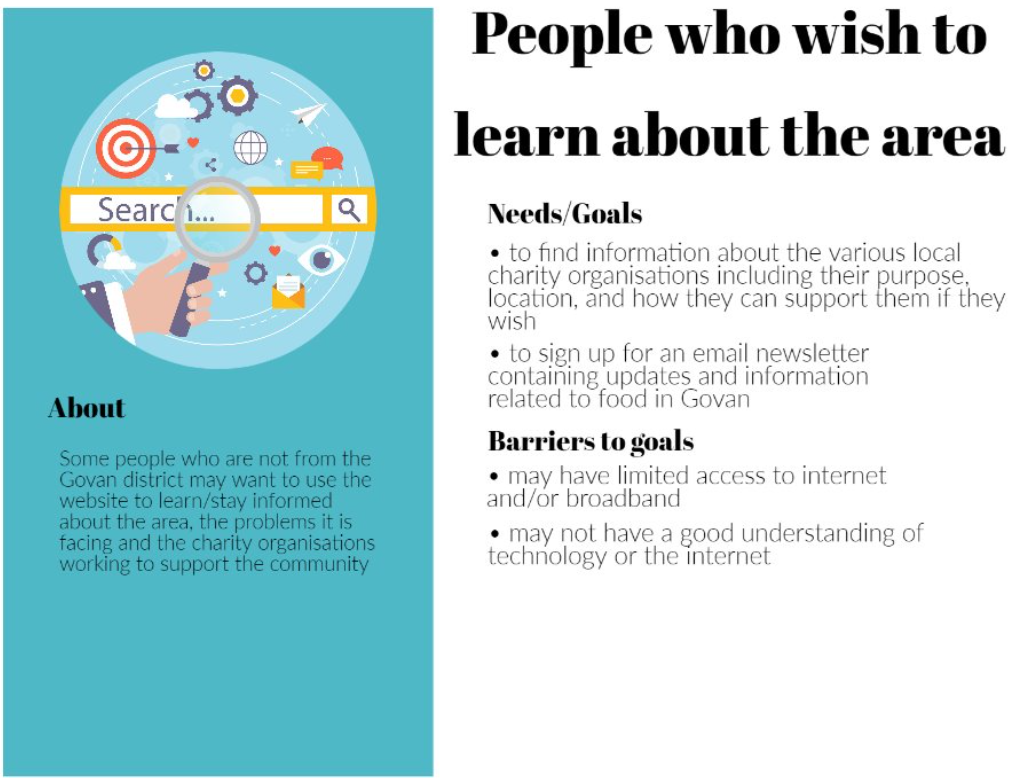 People who wish to
learn about the area
Search...
About
Some people who are not from the
Govan district may want to use the
website to learn/stay informed
about the area, the problems it is
facing and the charity organisations
working to support the community
Needs/Goals
• to find information about the various local
charity organisations including their purpose,
location, and how they can support them if they
wish
• to sign up for an email newsletter
containing updates and information
related to food in Govan
Barriers to goals
• may have limited access to internet
and/or broadband
• may not have a good understanding of
technology or the internet